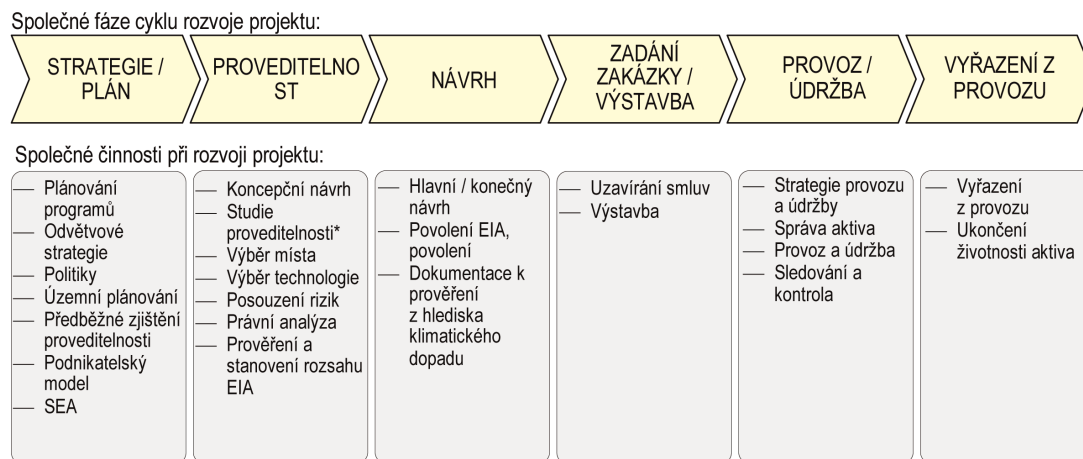 Společné fáze cyklu rozvoje projektu:
STRATEGIE /
PLÁN
PROVEDITELNO
ST
NÁVRH
ZADÁNÍ
ZAKÁZKY /
VÝSTAVBA
PROVOZ /
ÚDRŽBA
VYŘAZENÍ Z
PROVOZU
Společné činnosti při rozvoji projektu:
— Plánování
programů
— Odvětvové
strategie
— Politiky
— Územní plánování
— Předběžné zjištění
proveditelnosti
— Podnikatelský
model
— SEA
— Koncepční návrh
— Studie
proveditelnosti*
— Výběr místa
— Výběr technologie
— Posouzení rizik
— Právní analýza
— Prověření a
stanovení rozsahu
EIA
— Hlavní / konečný
návrh
— Povolení EIA,
povolení
— Dokumentace k
prověření
z hlediska
klimatického
dopadu
— Uzavírání smluv
— Výstavba
— Strategie provozu
a údržby
— Správa aktiva
— Provoz a údržba
— Sledování a
kontrola
— Vyřazení
z provozu
— Ukončení
životnosti aktiva